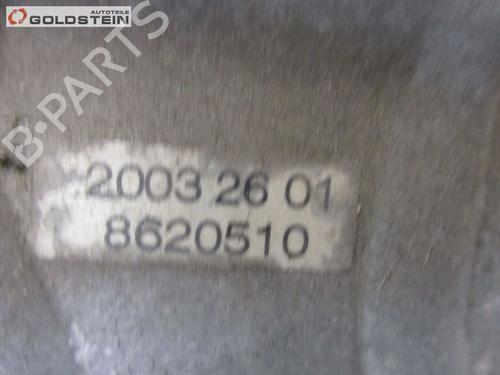 AUTOTEILE
GOLDSTEIN
B-PARTS
2003 26 01
8620510